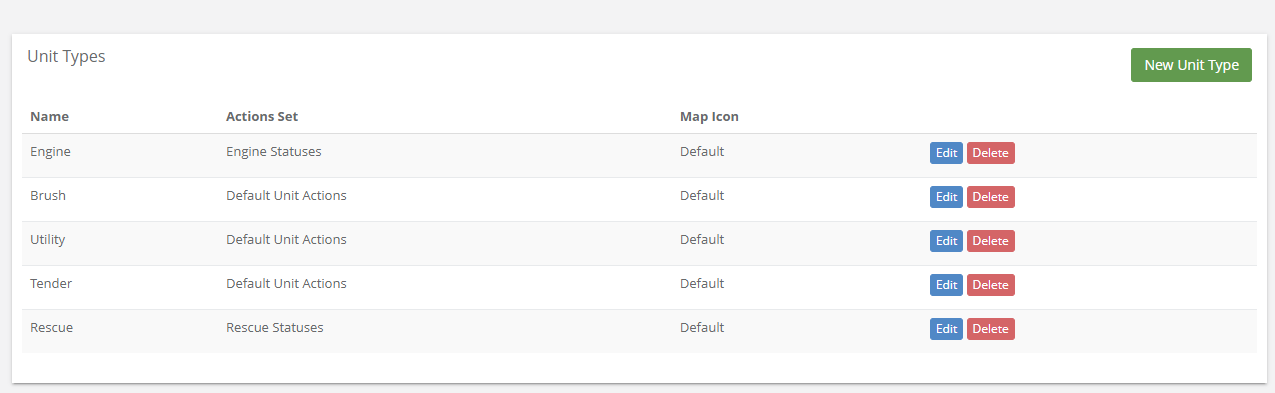 Unit Types
New Unit Type
Name Actions Set Map Icon
Engine Engine Statuses Default Edit Delete
Brush Default Unit Actions Default Edit Delete
Utility Default Unit Actions Default Edit Delete
Tender Default Unit Actions Default Edit Delete
Rescue Rescue Statuses Default Edit Delete